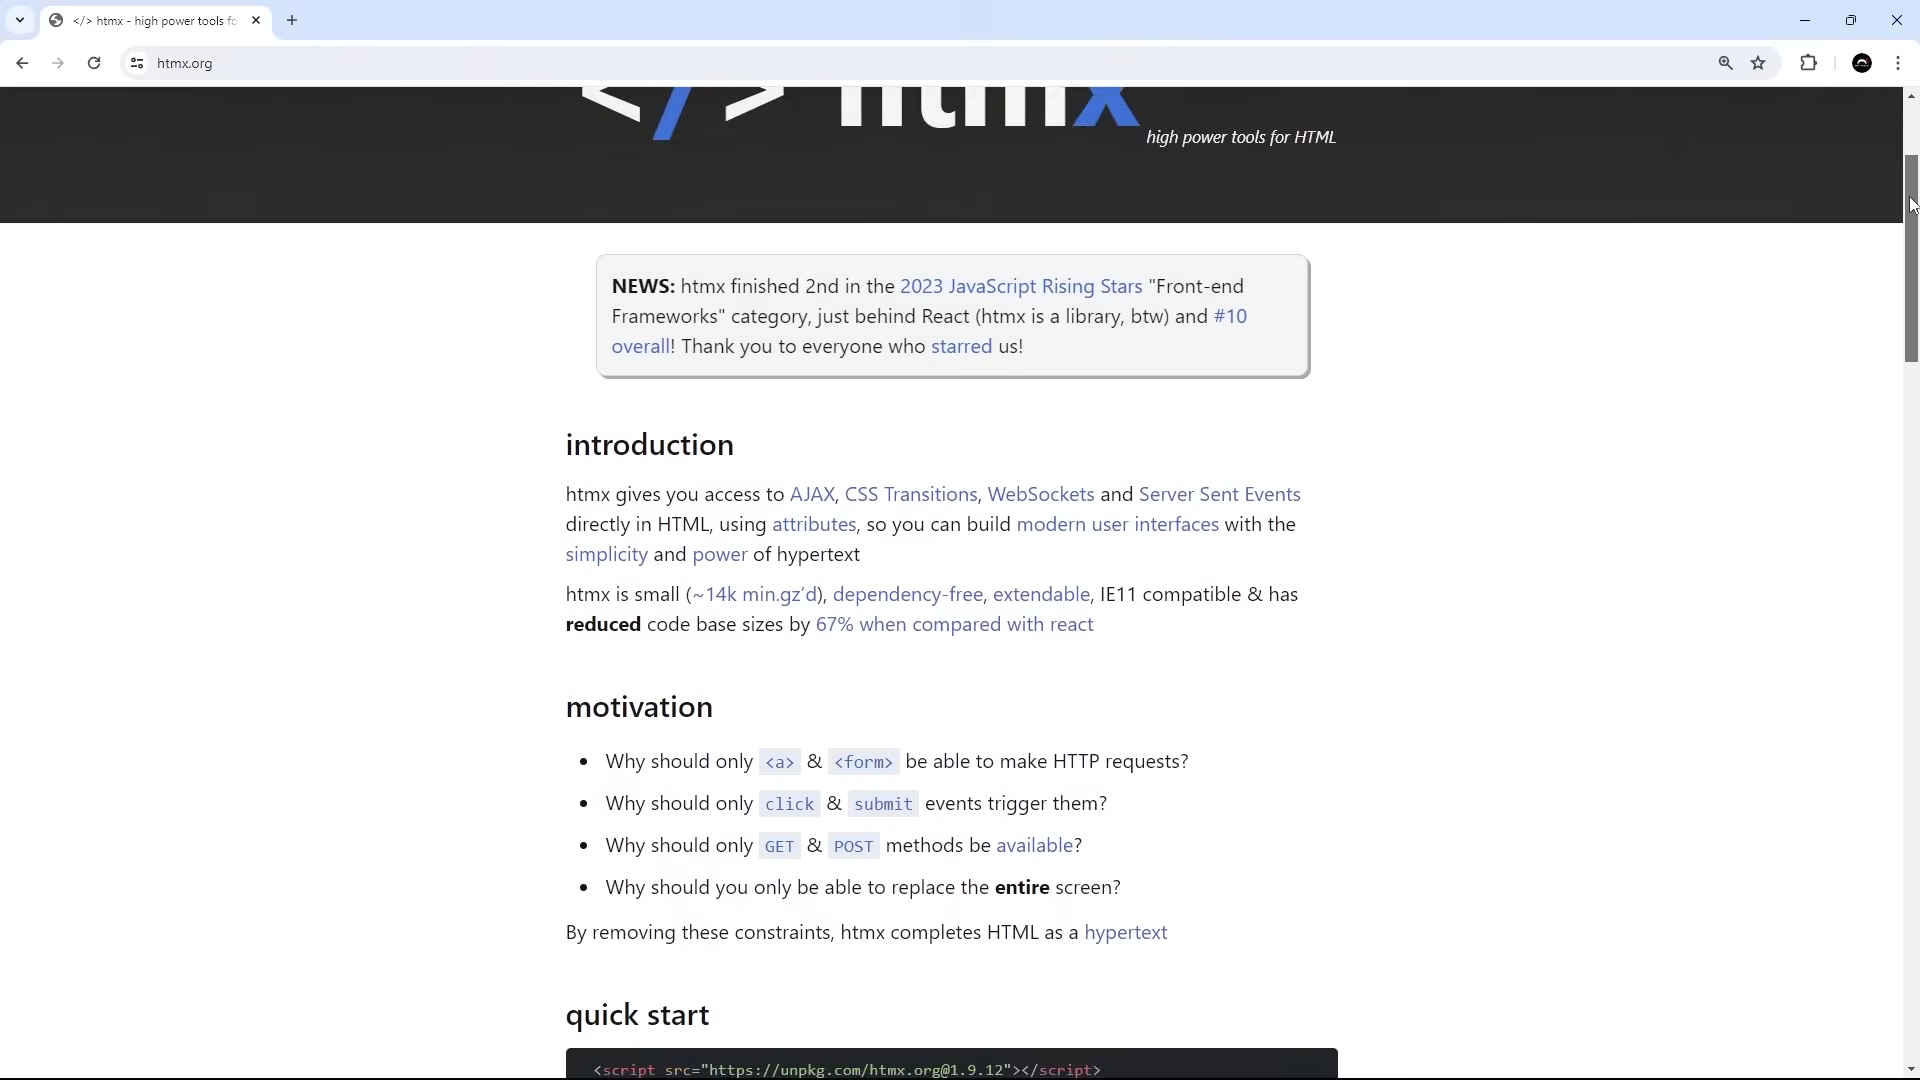 </> htmx - high power tools fo
htmx.org
</> htmx
high power tools for HTML
NEWS: htmx finished 2nd in the 2023 JavaScript Rising Stars "Front-end
Frameworks" category, just behind React (htmx is a library, btw) and #10
overall! Thank you to everyone who starred us!
introduction
htmx gives you access to AJAX, CSS Transitions, WebSockets and Server Sent Events
directly in HTML, using attributes, so you can build modern user interfaces with the
simplicity and power of hypertext
htmx is small (~14k min.gz’d), dependency-free, extendable, IE11 compatible & has
reduced code base sizes by 67% when compared with react
motivation
• Why should only <a> & <form> be able to make HTTP requests?
• Why should only click & submit events trigger them?
• Why should only GET & POST methods be available?
• Why should you only be able to replace the entire screen?
By removing these constraints, htmx completes HTML as a hypertext
quick start
<script src="https://unpkg.com/htmx.org@1.9.12"></script>